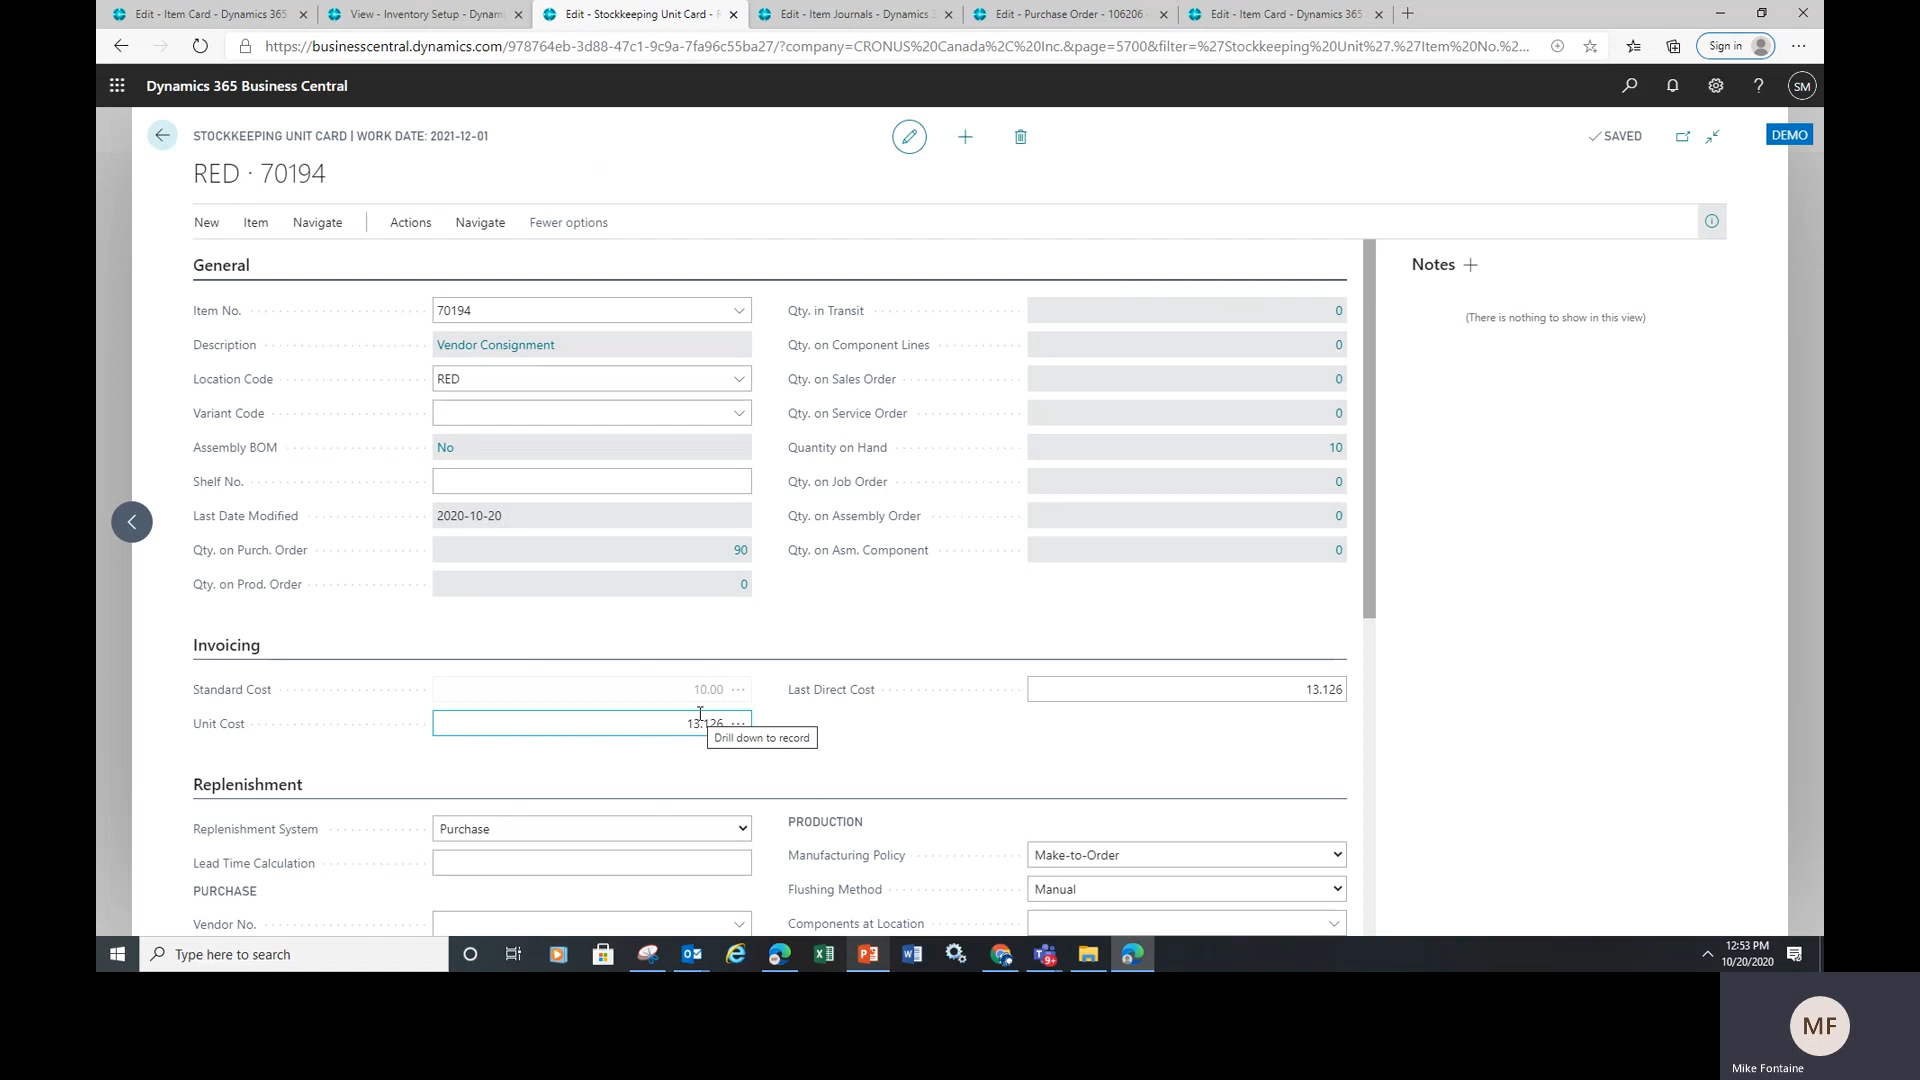 Edit - Item Card - Dynamics 365
View - Inventory Setup - Dynam
Edit - Stockkeeping Unit Card - R
Edit - Item Journals - Dynamics 3
Edit - Purchase Order - 106206
Edit - Item Card - Dynamics 365
https://businesscentral.dynamics.com/978764eb-3d88-47c1-9c9a-7fa96c55ba27/?company=CRONUS%20Canada%2C%20Inc.&page=5700&filter=%27Stockkeeping%20Unit%27.%27Item%20No.%2...
Sign in
Dynamics 365 Business Central
SM
STOCKKEEPING UNIT CARD | WORK DATE: 2021-12-01
SAVED
DEMO
RED · 70194
New Item Navigate Actions Navigate Fewer options
General
Notes
(There is nothing to show in this view)
Item No. 70194
Qty. in Transit 0
Description Vendor Consignment
Qty. on Component Lines 0
Location Code RED
Qty. on Sales Order 0
Variant Code
Qty. on Service Order 0
Assembly BOM No
Quantity on Hand 10
Shelf No.
Qty. on Job Order 0
Last Date Modified 2020-10-20
Qty. on Assembly Order 0
Qty. on Purch. Order 90
Qty. on Asm. Component 0
Qty. on Prod. Order 0
Invoicing
Standard Cost 10.00 ···
Last Direct Cost 13.126
Unit Cost 13.126 ···
Drill down to record
Replenishment
Replenishment System Purchase
PRODUCTION
Lead Time Calculation
Manufacturing Policy Make-to-Order
PURCHASE
Flushing Method Manual
Vendor No.
Components at Location
Type here to search
9+
12:53 PM
10/20/2020
MF
Mike Fontaine